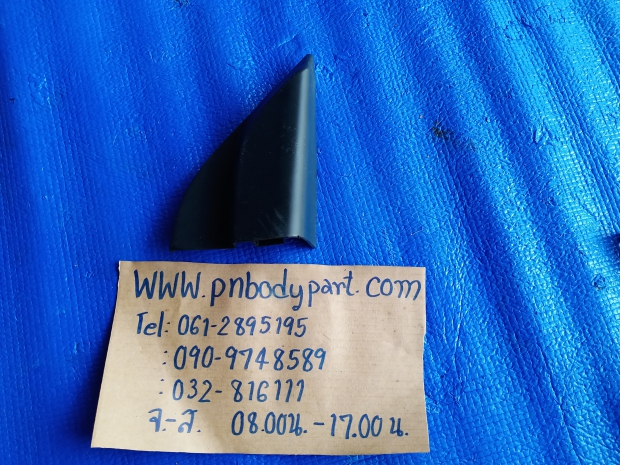 WWW.pnbodypart.com
Tel: 061-2895195
: 090-9748589
: 032-816111
จ.-ส. 08.00น.-17.00น.